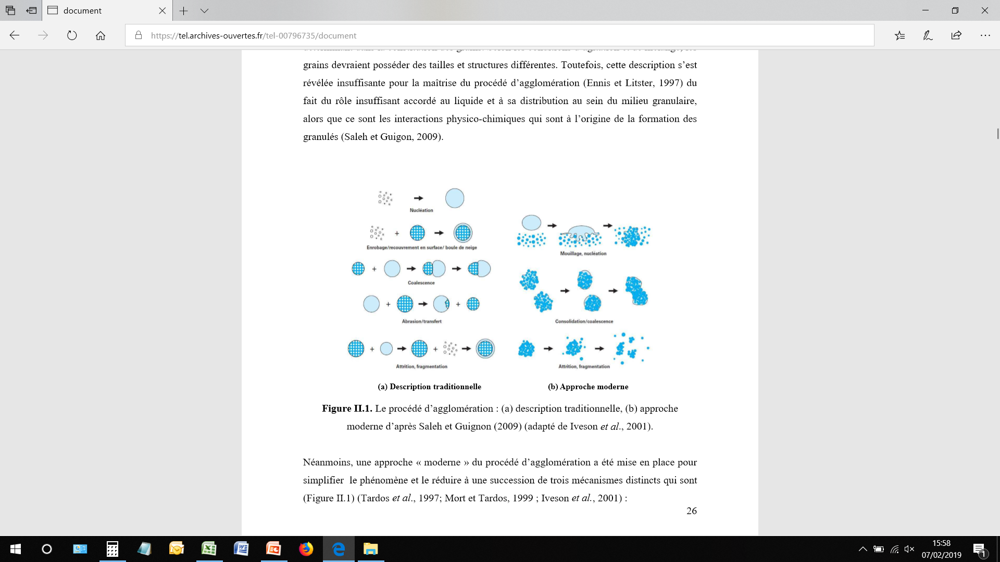 document
https://tel.archives-ouvertes.fr/tel-00796735/document
grains devraient posséder des tailles et structures différentes. Toutefois, cette description s’est
révélée insuffisante pour la maîtrise du procédé d’agglomération (Ennis et Litster, 1997) du
fait du rôle insuffisant accordé au liquide et à sa distribution au sein du milieu granulaire,
alors que ce sont les interactions physico-chimiques qui sont à l’origine de la formation des
granulés (Saleh et Guigon, 2009).
Nucléation
+
Enrobage/recouvrement en surface/ boule de neige
+
Coalescence
+ +
Abrasion/transfert
+ +
Attrition, fragmentation
(a) Description traditionnelle
Mouillage, nucléation
Consolidation/coalescence
Attrition, fragmentation
(b) Approche moderne
Figure II.1. Le procédé d’agglomération : (a) description traditionnelle, (b) approche
moderne d’après Saleh et Guignon (2009) (adapté de Iveson et al., 2001).
Néanmoins, une approche « moderne » du procédé d’agglomération a été mise en place pour
simplifier le phénomène et le réduire à une succession de trois mécanismes distincts qui sont
(Figure II.1) (Tardos et al., 1997; Mort et Tardos, 1999 ; Iveson et al., 2001) :
26
15:58
07/02/2019
1